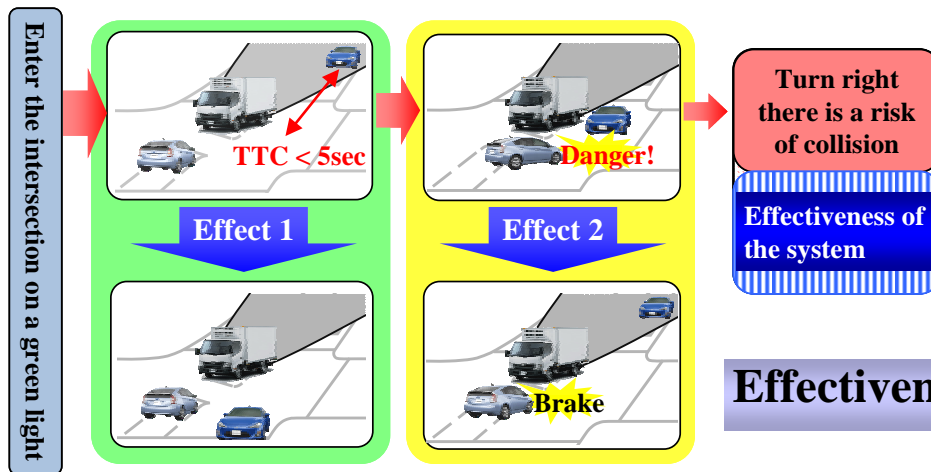 Enter the intersection on a green light
TTC < 5sec
Effect 1
Danger!
Effect 2
Brake
Turn right
there is a risk
of collision
Effectiveness of
the system
Effectiven